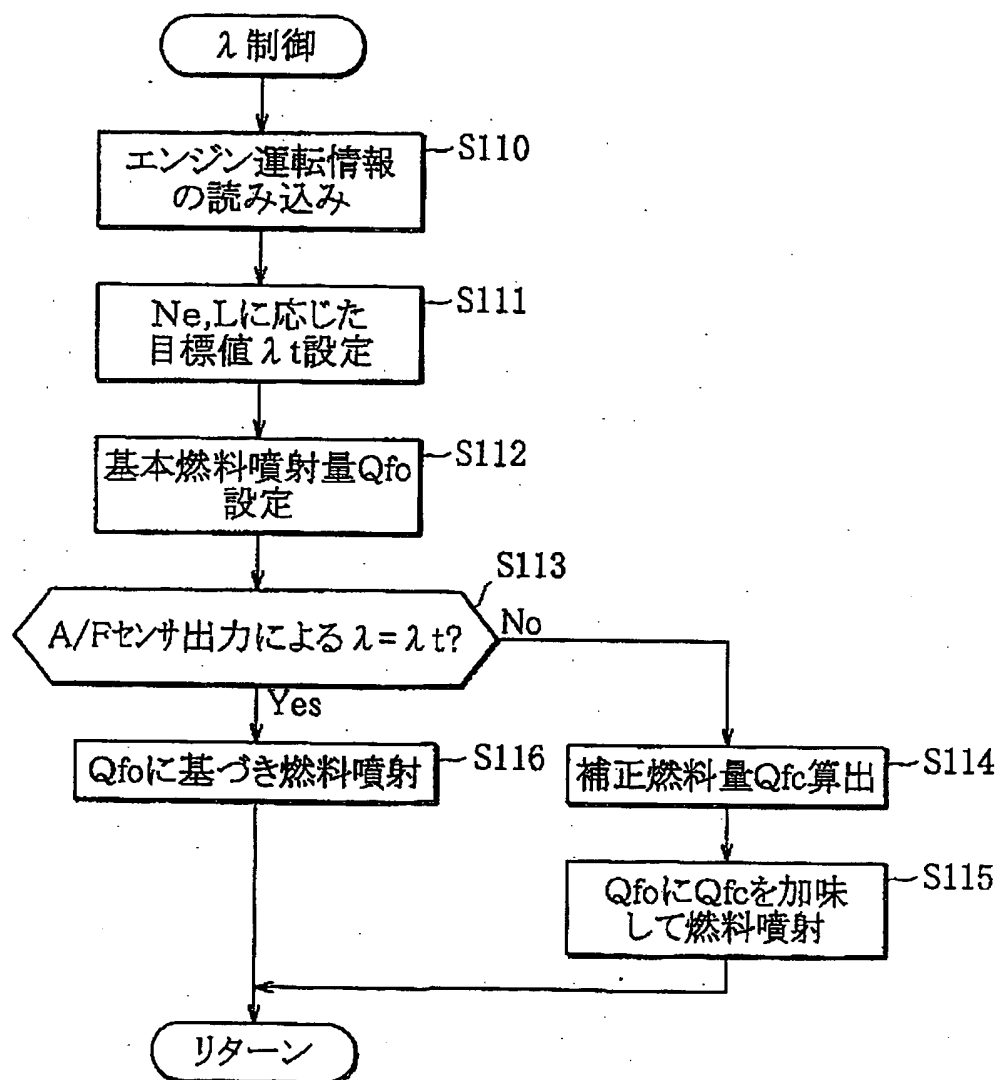 λ制御
エンジン運転情報
の読み込み
S110
Ne,Lに応じた
目標値λt設定
S111
基本燃料噴射量Qfo
設定
S112
S113
A/Fセンサ出力によるλ=λt?
No
Yes
Qfoに基づき燃料噴射
S116
補正燃料量Qfc算出
S114
QfoにQfcを加味
して燃料噴射
S115
リターン